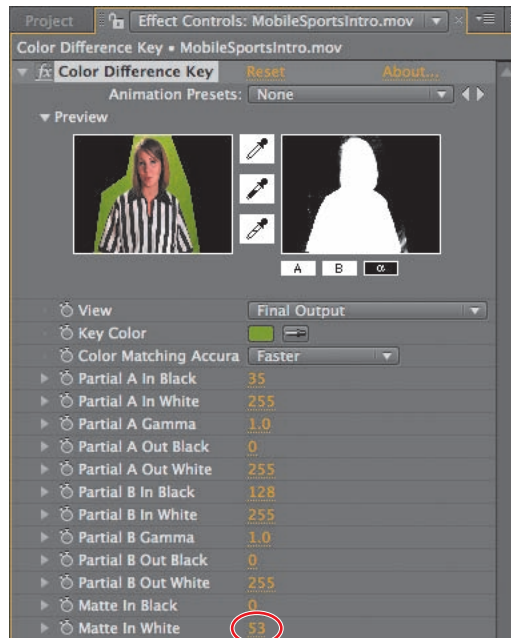 Project Effect Controls: MobileSportsIntro.mov
Color Difference Key • MobileSportsIntro.mov
fx Color Difference Key Reset About...
Animation Presets: None
Preview
A B α
View Final Output
Key Color
Color Matching Accura Faster
Partial A In Black 35
Partial A In White 255
Partial A Gamma 1.0
Partial A Out Black 0
Partial A Out White 255
Partial B In Black 128
Partial B In White 255
Partial B Gamma 1.0
Partial B Out Black 0
Partial B Out White 255
Matte In Black 0
Matte In White 53